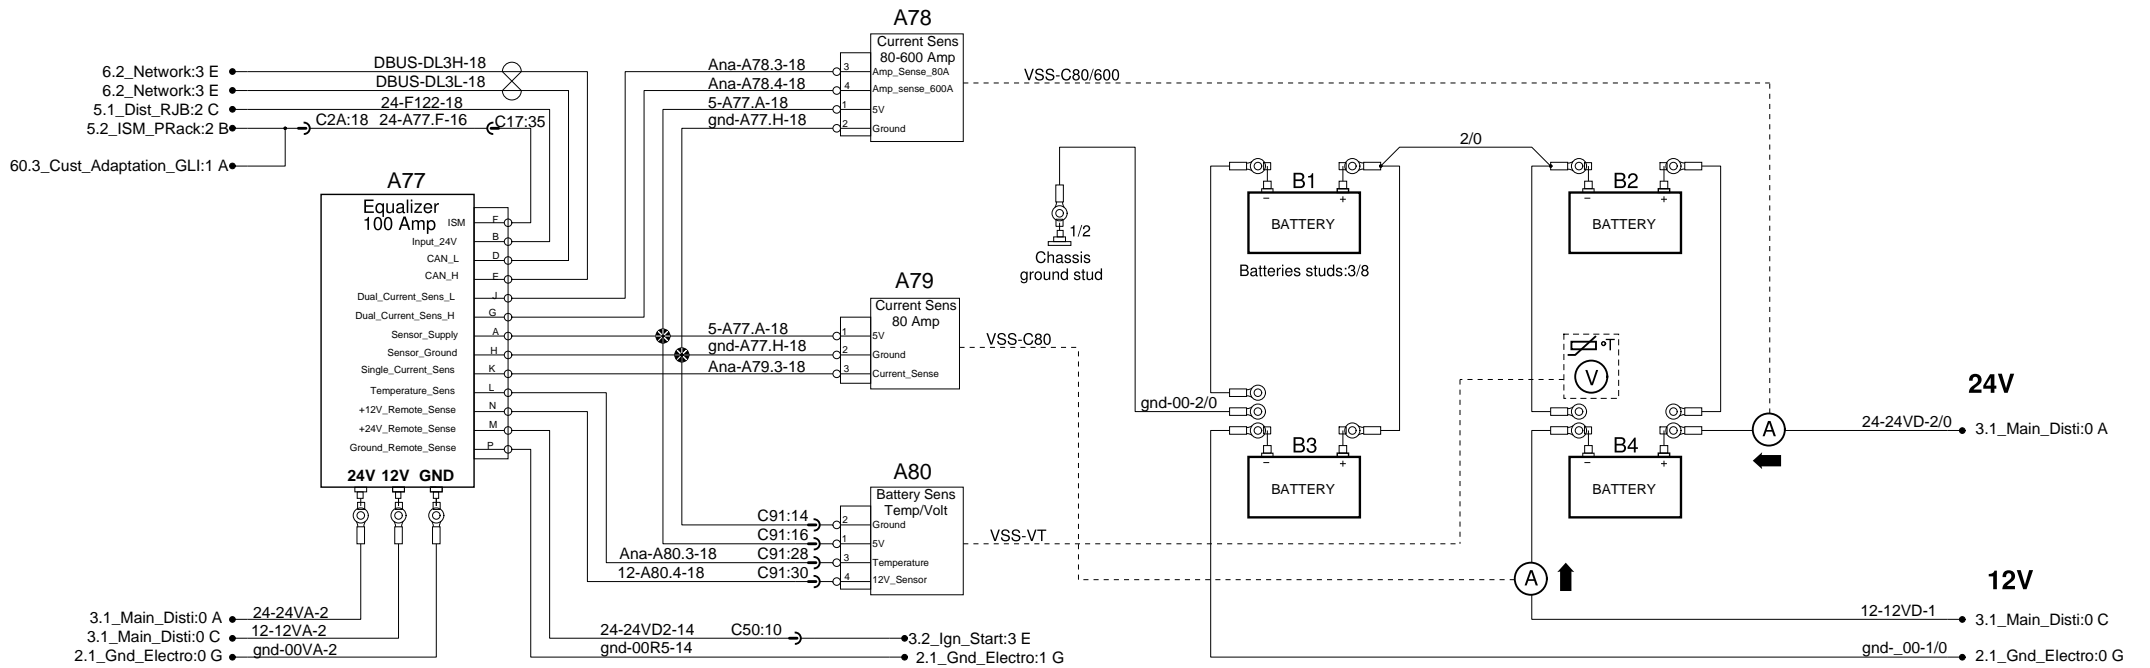 A78
Current Sens
80-600 Amp
3 Amp_Sense_80A
4 Amp_sense_600A
1 5V
2 Ground
6.2_Network:3 E
6.2_Network:3 E
5.1_Dist_RJB:2 C
5.2_ISM_PRack:2 B
60.3_Cust_Adaptation_GLI:1 A
DBUS-DL3H-18
DBUS-DL3L-18
24-F122-18
C2A:18 24-A77.F-16 C17:35
Ana-A78.3-18
Ana-A78.4-18
5-A77.A-18
gnd-A77.H-18
VSS-C80/600
A77
Equalizer
100 Amp
ISM F
Input_24V B
CAN_L D
CAN_H E
Dual_Current_Sens_L J
Dual_Current_Sens_H G
Sensor_Supply A
Sensor_Ground H
Single_Current_Sens K
Temperature_Sens L
+12V_Remote_Sense N
+24V_Remote_Sense M
Ground_Remote_Sense P
24V 12V GND
A79
Current Sens
80 Amp
1 5V
2 Ground
3 Current_Sense
5-A77.A-18
gnd-A77.H-18
Ana-A79.3-18
VSS-C80
A80
Battery Sens
Temp/Volt
2 Ground
1 5V
3 Temperature
4 12V_Sensor
C91:14
C91:16
Ana-A80.3-18 C91:28
12-A80.4-18 C91:30
VSS-VT
3.1_Main_Disti:0 A 24-24VA-2
3.1_Main_Disti:0 C 12-12VA-2
2.1_Gnd_Electro:0 G gnd-00VA-2
24-24VD2-14 C50:10 3.2_Ign_Start:3 E
gnd-00R5-14 2.1_Gnd_Electro:1 G
1/2
Chassis
ground stud
gnd-00-2/0
2/0
B1
− +
BATTERY
Batteries studs:3/8
B2
− +
BATTERY
B3
− +
BATTERY
B4
− +
BATTERY
°T
V
A
A
24V
24-24VD-2/0 3.1_Main_Disti:0 A
12V
12-12VD-1 3.1_Main_Disti:0 C
gnd-_00-1/0 2.1_Gnd_Electro:0 G